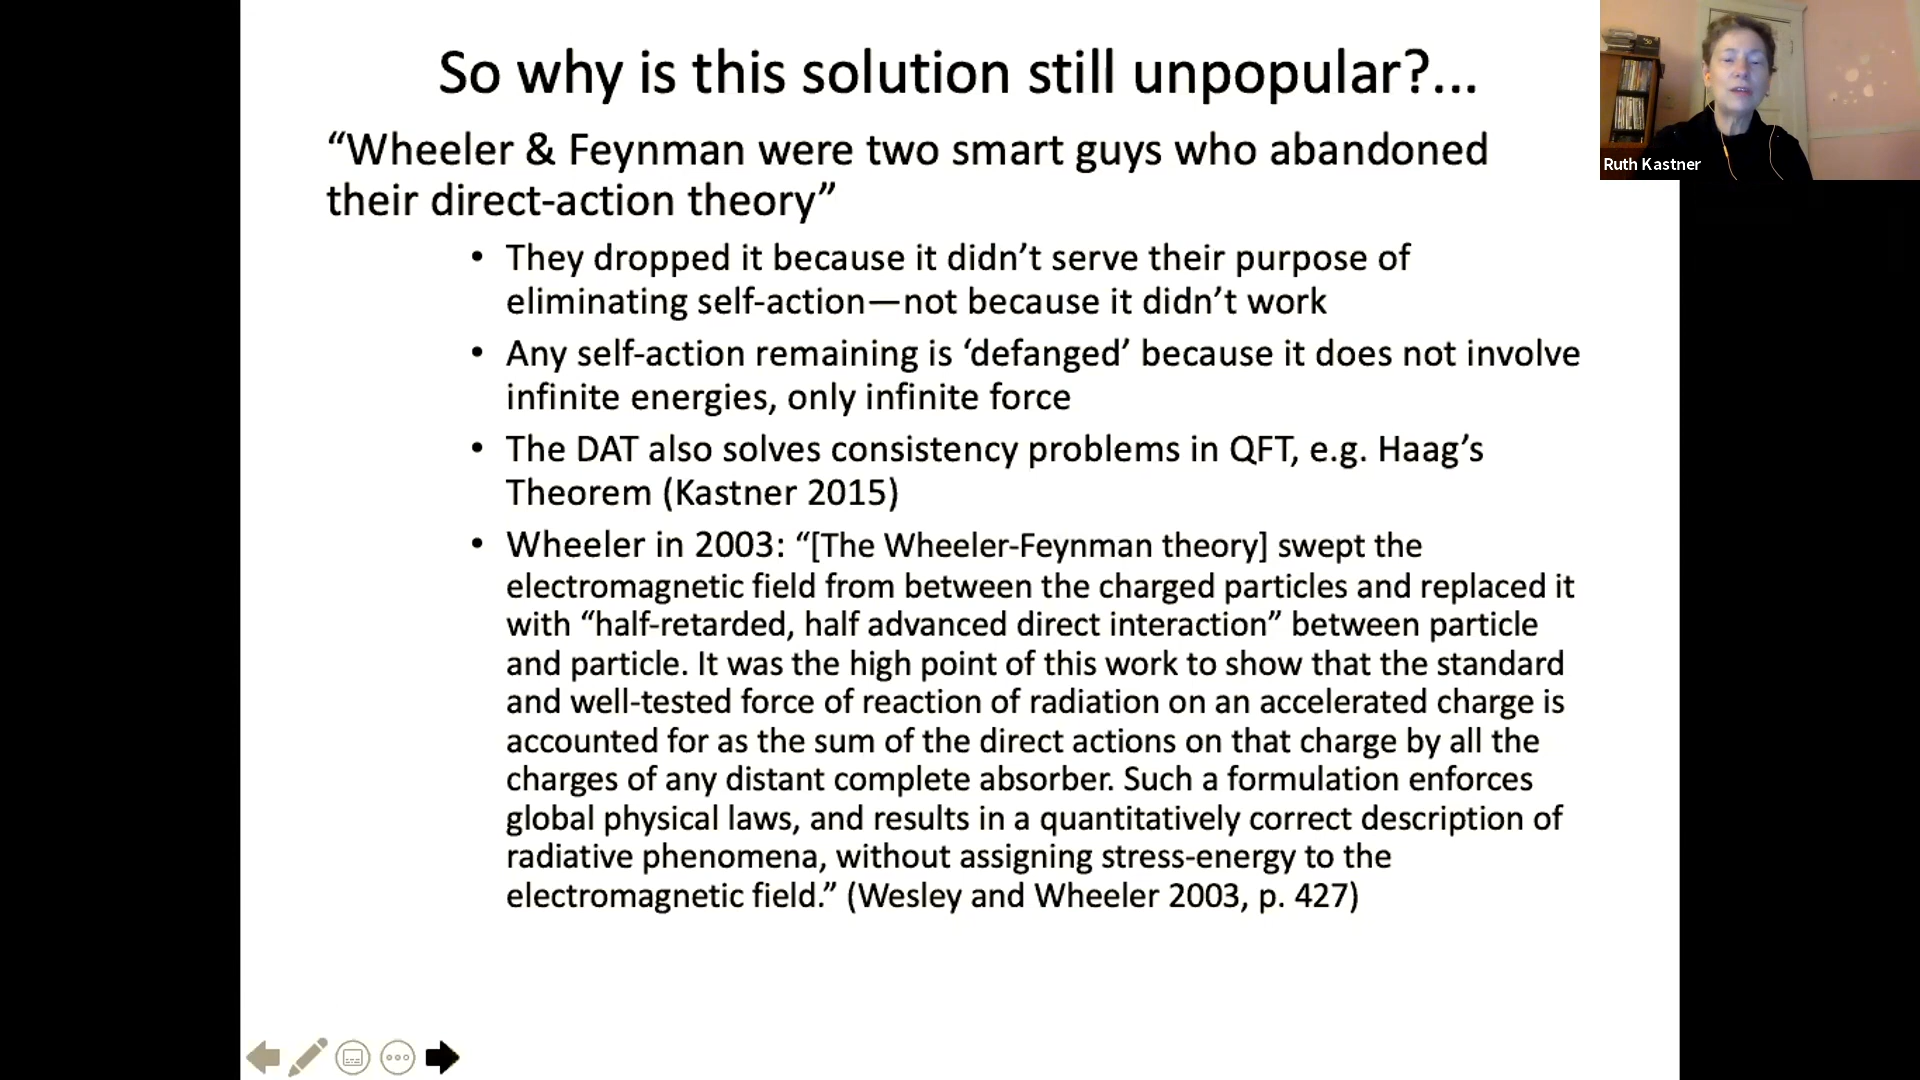 So why is this solution still unpopular?...
“Wheeler & Feynman were two smart guys who abandoned
their direct-action theory”
• They dropped it because it didn’t serve their purpose of
eliminating self-action—not because it didn’t work
• Any self-action remaining is ‘defanged’ because it does not involve
infinite energies, only infinite force
• The DAT also solves consistency problems in QFT, e.g. Haag’s
Theorem (Kastner 2015)
• Wheeler in 2003: “[The Wheeler-Feynman theory] swept the
electromagnetic field from between the charged particles and replaced it
with “half-retarded, half advanced direct interaction” between particle
and particle. It was the high point of this work to show that the standard
and well-tested force of reaction of radiation on an accelerated charge is
accounted for as the sum of the direct actions on that charge by all the
charges of any distant complete absorber. Such a formulation enforces
global physical laws, and results in a quantitatively correct description of
radiative phenomena, without assigning stress-energy to the
electromagnetic field.” (Wesley and Wheeler 2003, p. 427)
Ruth Kastner